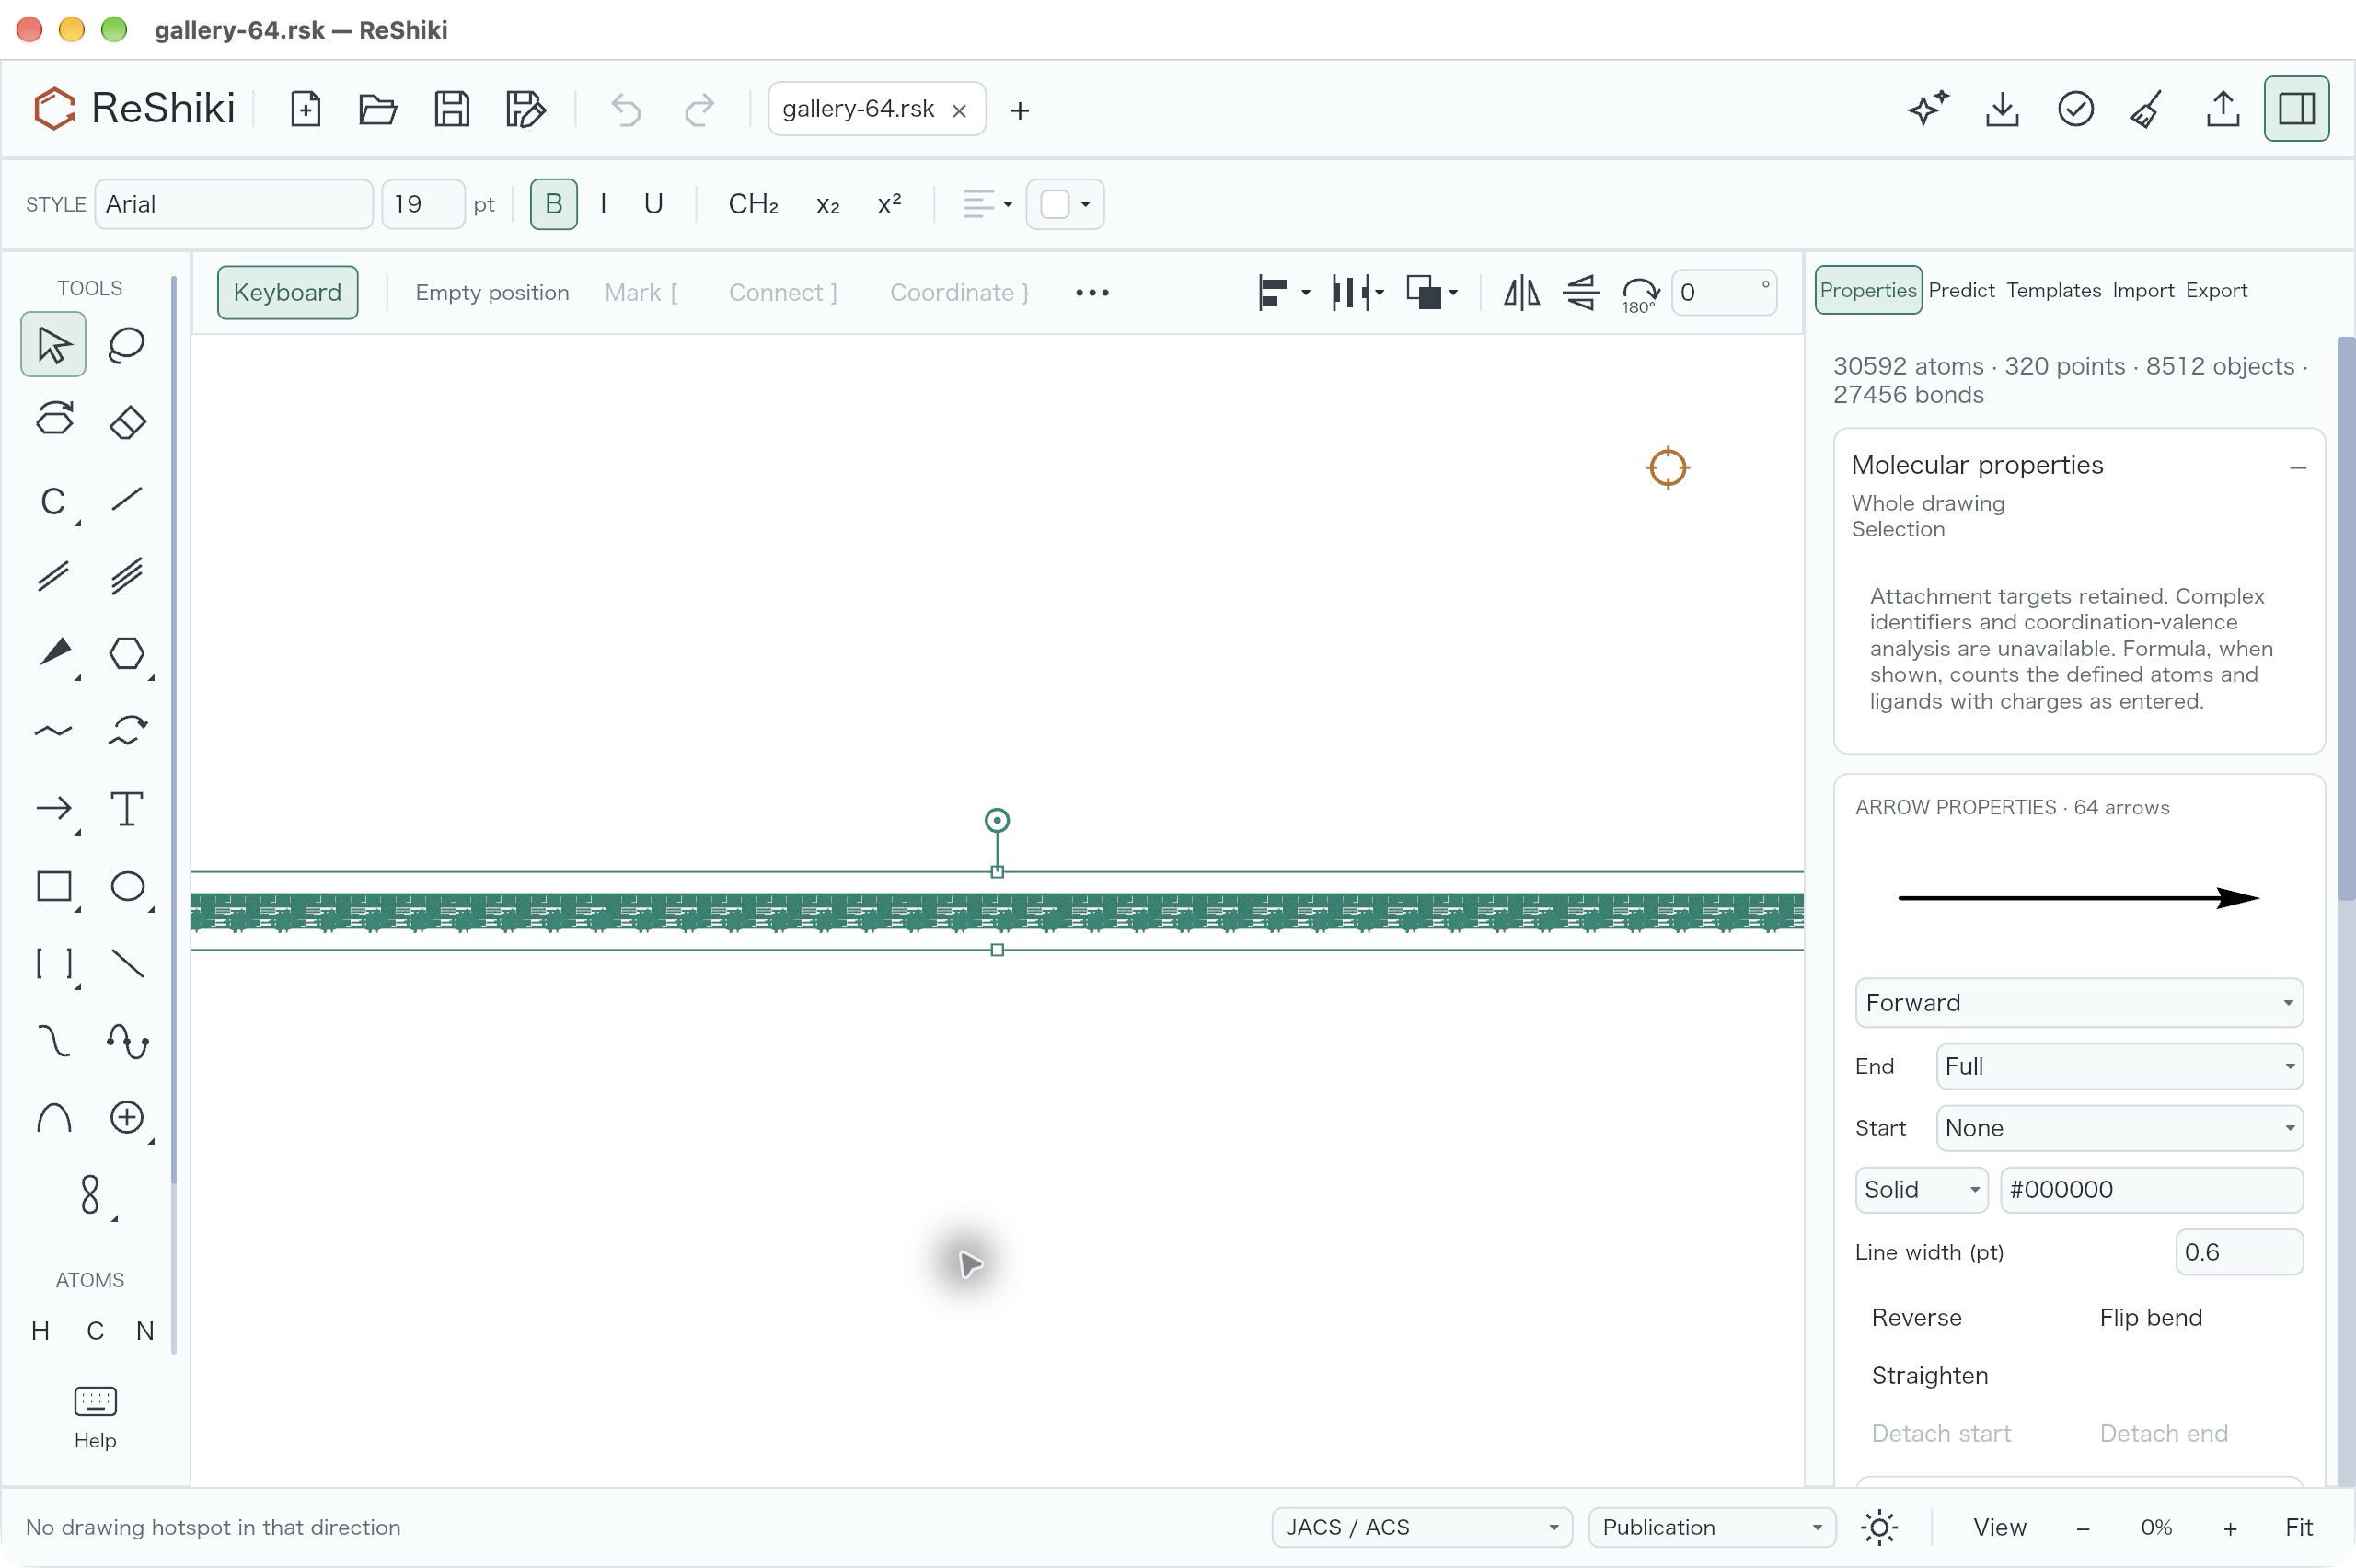 gallery-64.rsk — ReShiki
ReShiki
gallery-64.rsk × +
STYLE Arial 19 pt B I U CH₂ x₂ x²
TOOLS
Keyboard Empty position Mark [ Connect ] Coordinate } ••• 180° 0 °
Properties Predict Templates Import Export
30592 atoms · 320 points · 8512 objects ·
27456 bonds
Molecular properties –
Whole drawing
Selection
Attachment targets retained. Complex
identifiers and coordination-valence
analysis are unavailable. Formula, when
shown, counts the defined atoms and
ligands with charges as entered.
ARROW PROPERTIES · 64 arrows
Forward
End Full
Start None
Solid #000000
Line width (pt) 0.6
Reverse Flip bend
Straighten
Detach start Detach end
C
T
[ ]
ATOMS
H C N
Help
No drawing hotspot in that direction
JACS / ACS Publication View – 0% + Fit